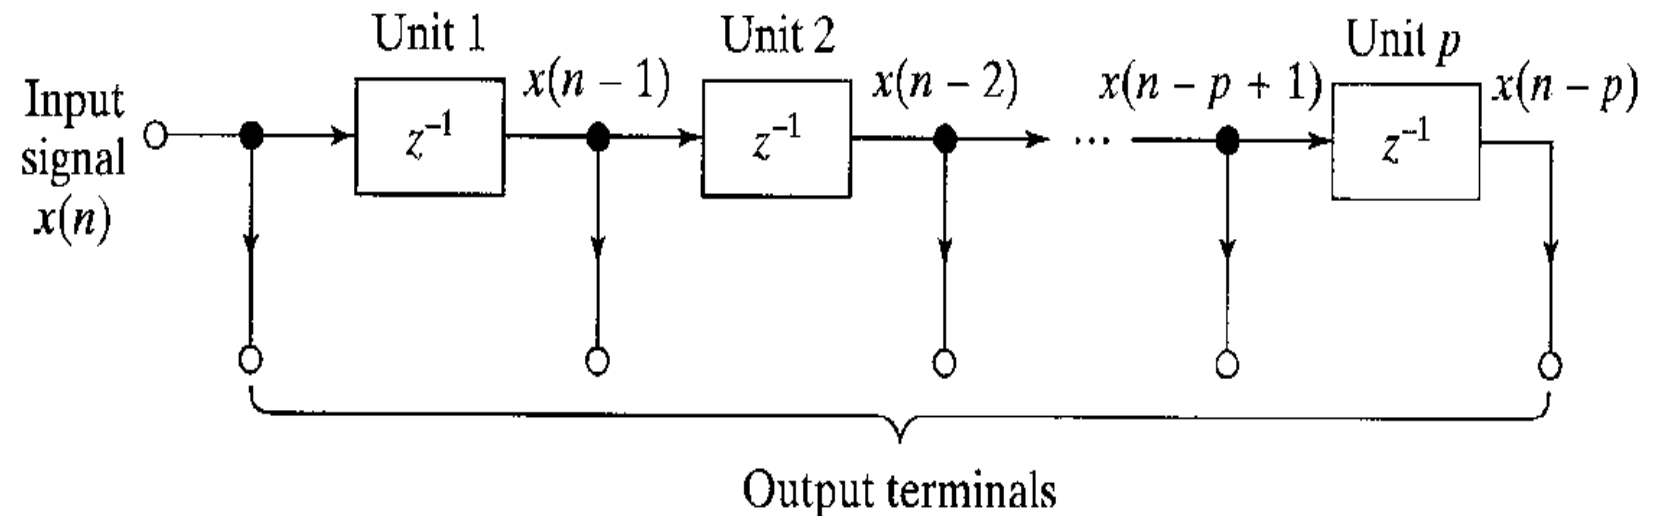 Unit 1
Unit 2
Unit p
Input
signal
x(n)
x(n − 1)
x(n − 2)
x(n − p + 1)
x(n − p)
z⁻¹
z⁻¹
...
z⁻¹
Output terminals